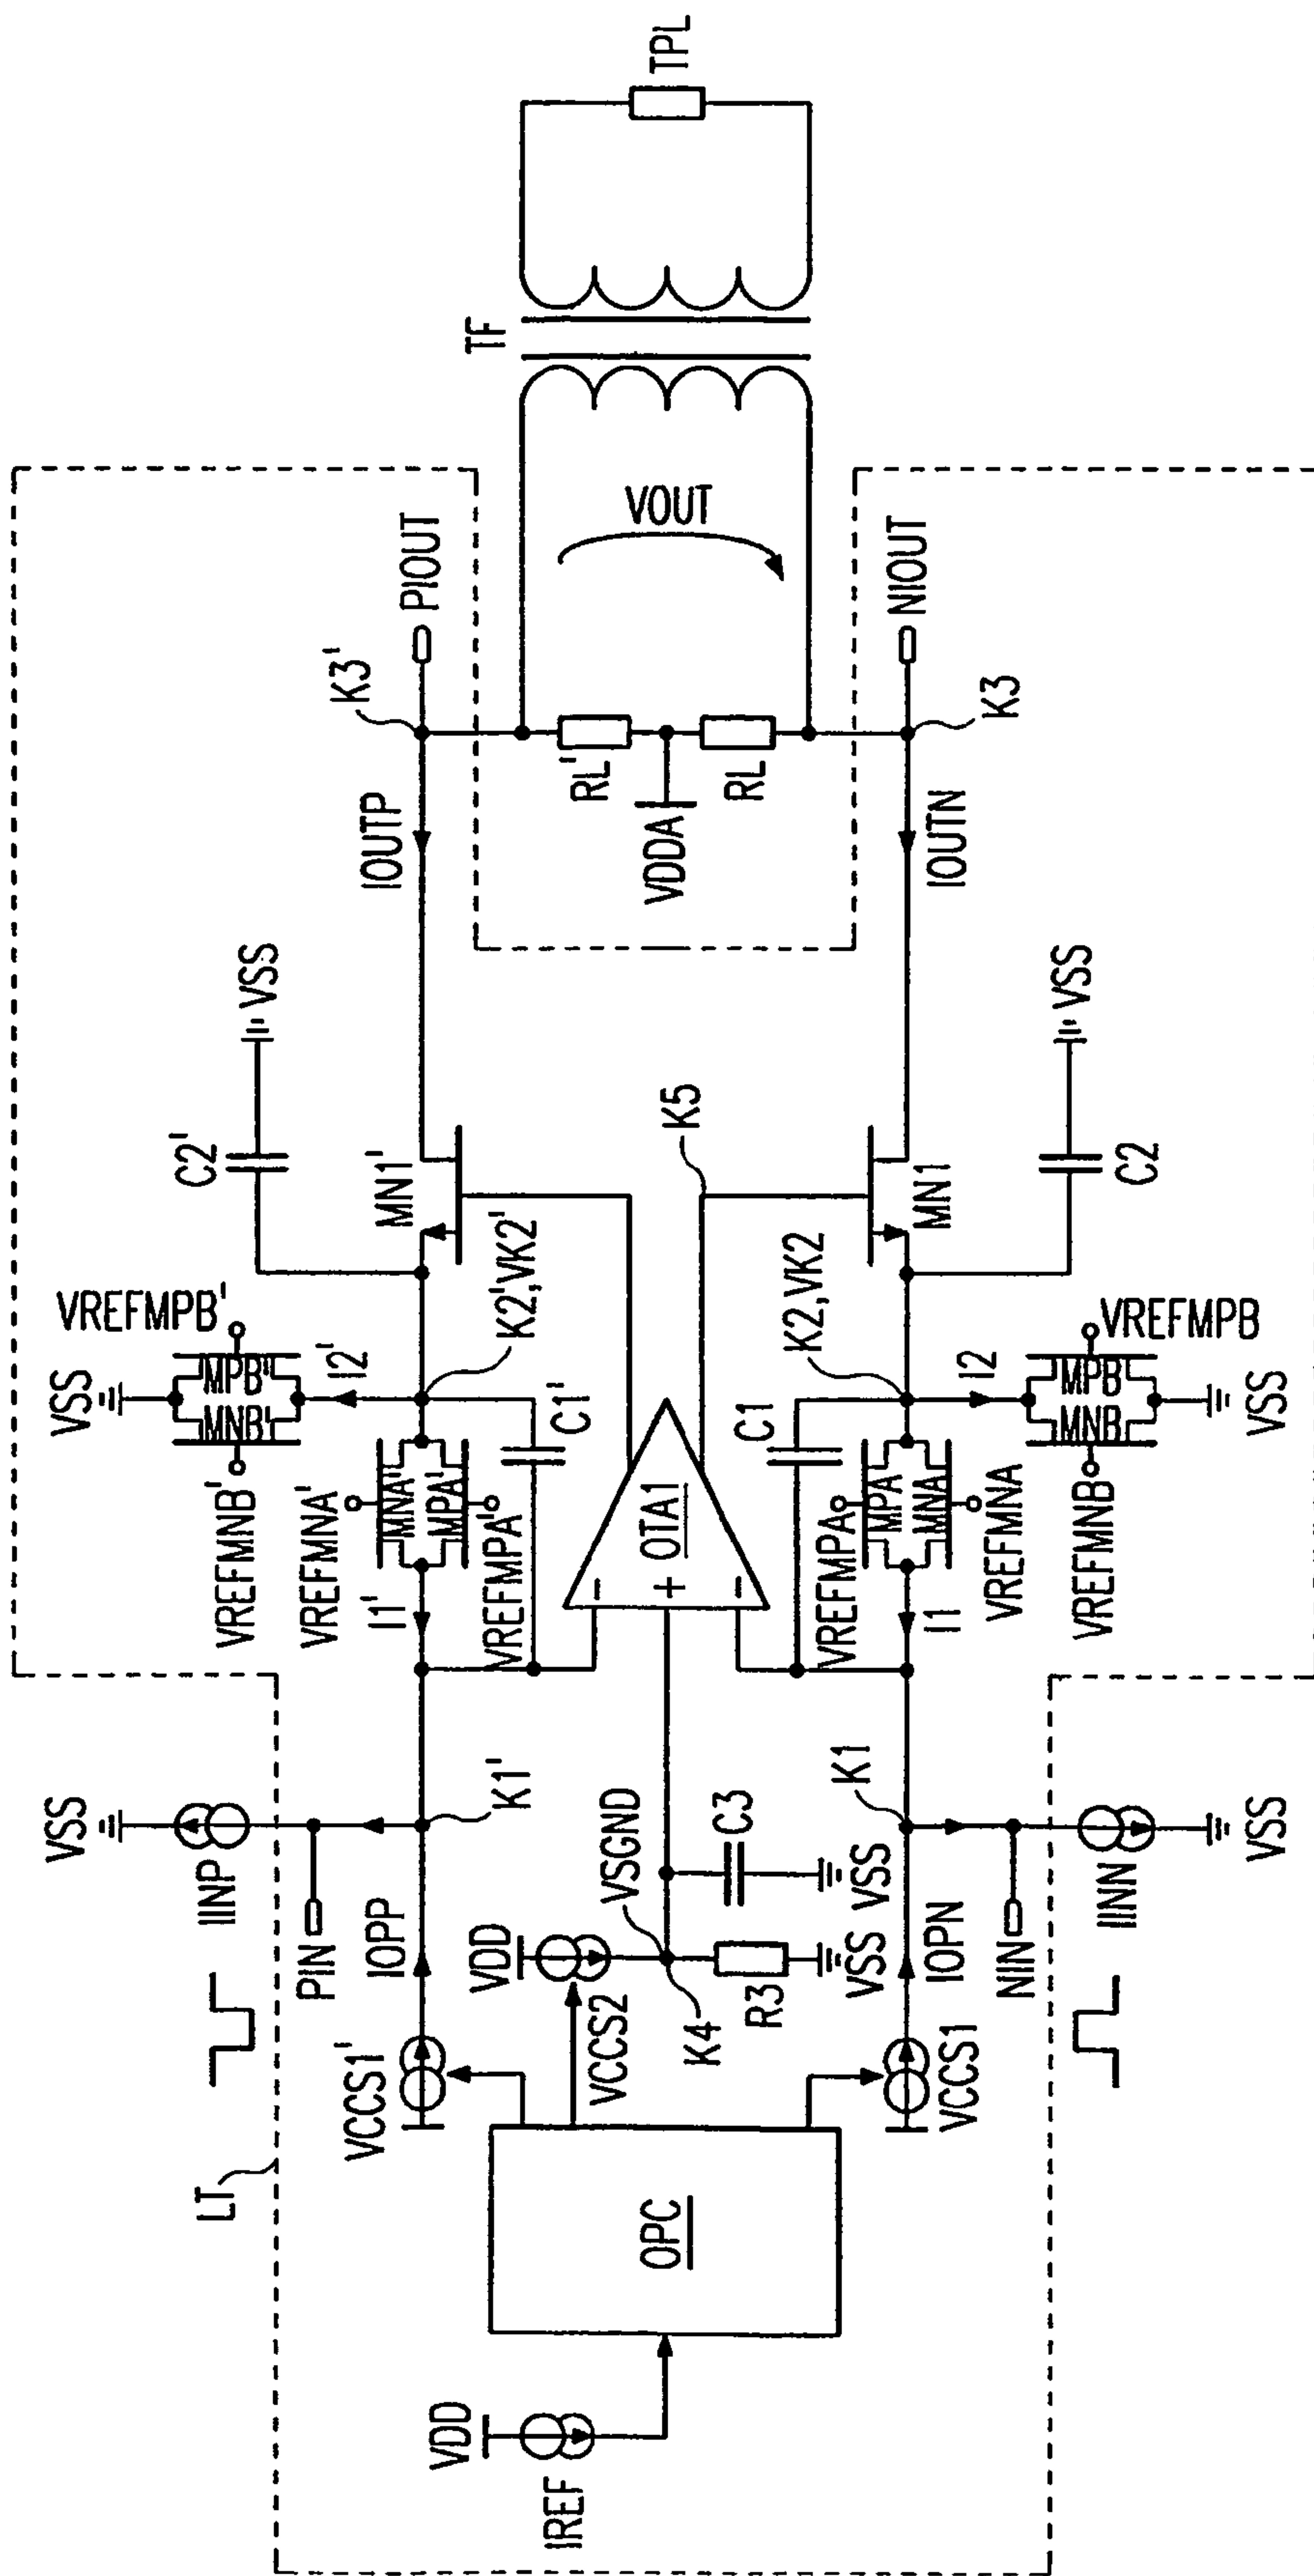 LT
VDD
IREF
OPC
VCCS1'
VCCS2
VCCS1
VDD
K4
R3
VSS
VSGND
C3
VSS
IOPP
PIN
IINP
VSS
K1'
IOPN
NIN
IINN
VSS
K1
I1'
VREFMPA'
VREFMNA'
MNA'
MPA'
VREFMNB'
MNB'
MPB'
VREFMPB'
VSS
I2'
C1'
K2',VK2'
MN1'
C2'
VSS
OTA1
-
+
-
K5
I1
VREFMPA
VREFMNA
MPA
MNA
C1
VREFMNB
MNB
MPB
VREFMPB
VSS
I2
K2,VK2
MN1
C2
VSS
IOUTP
K3'
PIOUT
RL'
VDDA
RL
IOUTN
K3
NIOUT
VOUT
TF
TPL